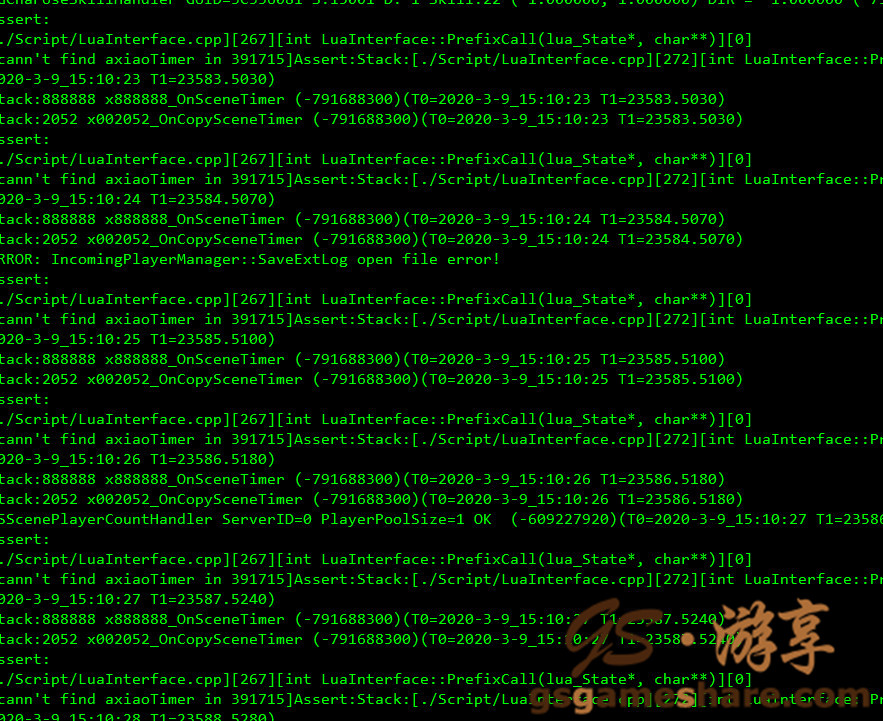 ssert:
./Script/LuaInterface.cpp][267][int LuaInterface::PrefixCall(lua_State*, char**)][0]
cann't find axiaoTimer in 391715]Assert:Stack:[./Script/LuaInterface.cpp][272][int LuaInterface::Pr
020-3-9_15:10:23 T1=23583.5030)
tack:888888 x888888_OnSceneTimer (-791688300)(T0=2020-3-9_15:10:23 T1=23583.5030)
tack:2052 x002052_OnCopySceneTimer (-791688300)(T0=2020-3-9_15:10:23 T1=23583.5030)
ssert:
./Script/LuaInterface.cpp][267][int LuaInterface::PrefixCall(lua_State*, char**)][0]
cann't find axiaoTimer in 391715]Assert:Stack:[./Script/LuaInterface.cpp][272][int LuaInterface::Pr
020-3-9_15:10:24 T1=23584.5070)
tack:888888 x888888_OnSceneTimer (-791688300)(T0=2020-3-9_15:10:24 T1=23584.5070)
tack:2052 x002052_OnCopySceneTimer (-791688300)(T0=2020-3-9_15:10:24 T1=23584.5070)
RROR: IncomingPlayerManager::SaveExtLog open file error!
ssert:
./Script/LuaInterface.cpp][267][int LuaInterface::PrefixCall(lua_State*, char**)][0]
cann't find axiaoTimer in 391715]Assert:Stack:[./Script/LuaInterface.cpp][272][int LuaInterface::Pr
020-3-9_15:10:25 T1=23585.5100)
tack:888888 x888888_OnSceneTimer (-791688300)(T0=2020-3-9_15:10:25 T1=23585.5100)
tack:2052 x002052_OnCopySceneTimer (-791688300)(T0=2020-3-9_15:10:25 T1=23585.5100)
ssert:
./Script/LuaInterface.cpp][267][int LuaInterface::PrefixCall(lua_State*, char**)][0]
cann't find axiaoTimer in 391715]Assert:Stack:[./Script/LuaInterface.cpp][272][int LuaInterface::Pr
020-3-9_15:10:26 T1=23586.5180)
tack:888888 x888888_OnSceneTimer (-791688300)(T0=2020-3-9_15:10:26 T1=23586.5180)
tack:2052 x002052_OnCopySceneTimer (-791688300)(T0=2020-3-9_15:10:26 T1=23586.5180)
SScenePlayerCountHandler ServerID=0 PlayerPoolSize=1 OK  (-609227920)(T0=2020-3-9_15:10:27 T1=2358
ssert:
./Script/LuaInterface.cpp][267][int LuaInterface::PrefixCall(lua_State*, char**)][0]
cann't find axiaoTimer in 391715]Assert:Stack:[./Script/LuaInterface.cpp][272][int LuaInterface::Pr
020-3-9_15:10:27 T1=23587.5240)
tack:888888 x888888_OnSceneTimer (-791688300)(T0=2020-3-9_15:10:27 T1=23587.5240)
tack:2052 x002052_OnCopySceneTimer (-791688300)(T0=2020-3-9_15:10:27 T1=23587.5240)
ssert:
./Script/LuaInterface.cpp][267][int LuaInterface::PrefixCall(lua_State*, char**)][0]
cann't find axiaoTimer in 391715]Assert:Stack:[./Script/LuaInterface.cpp][272][int LuaInterface::Pr
020-3-9_15:10:28 T1=23588.5280)
GS·游享
gsgameshare.com